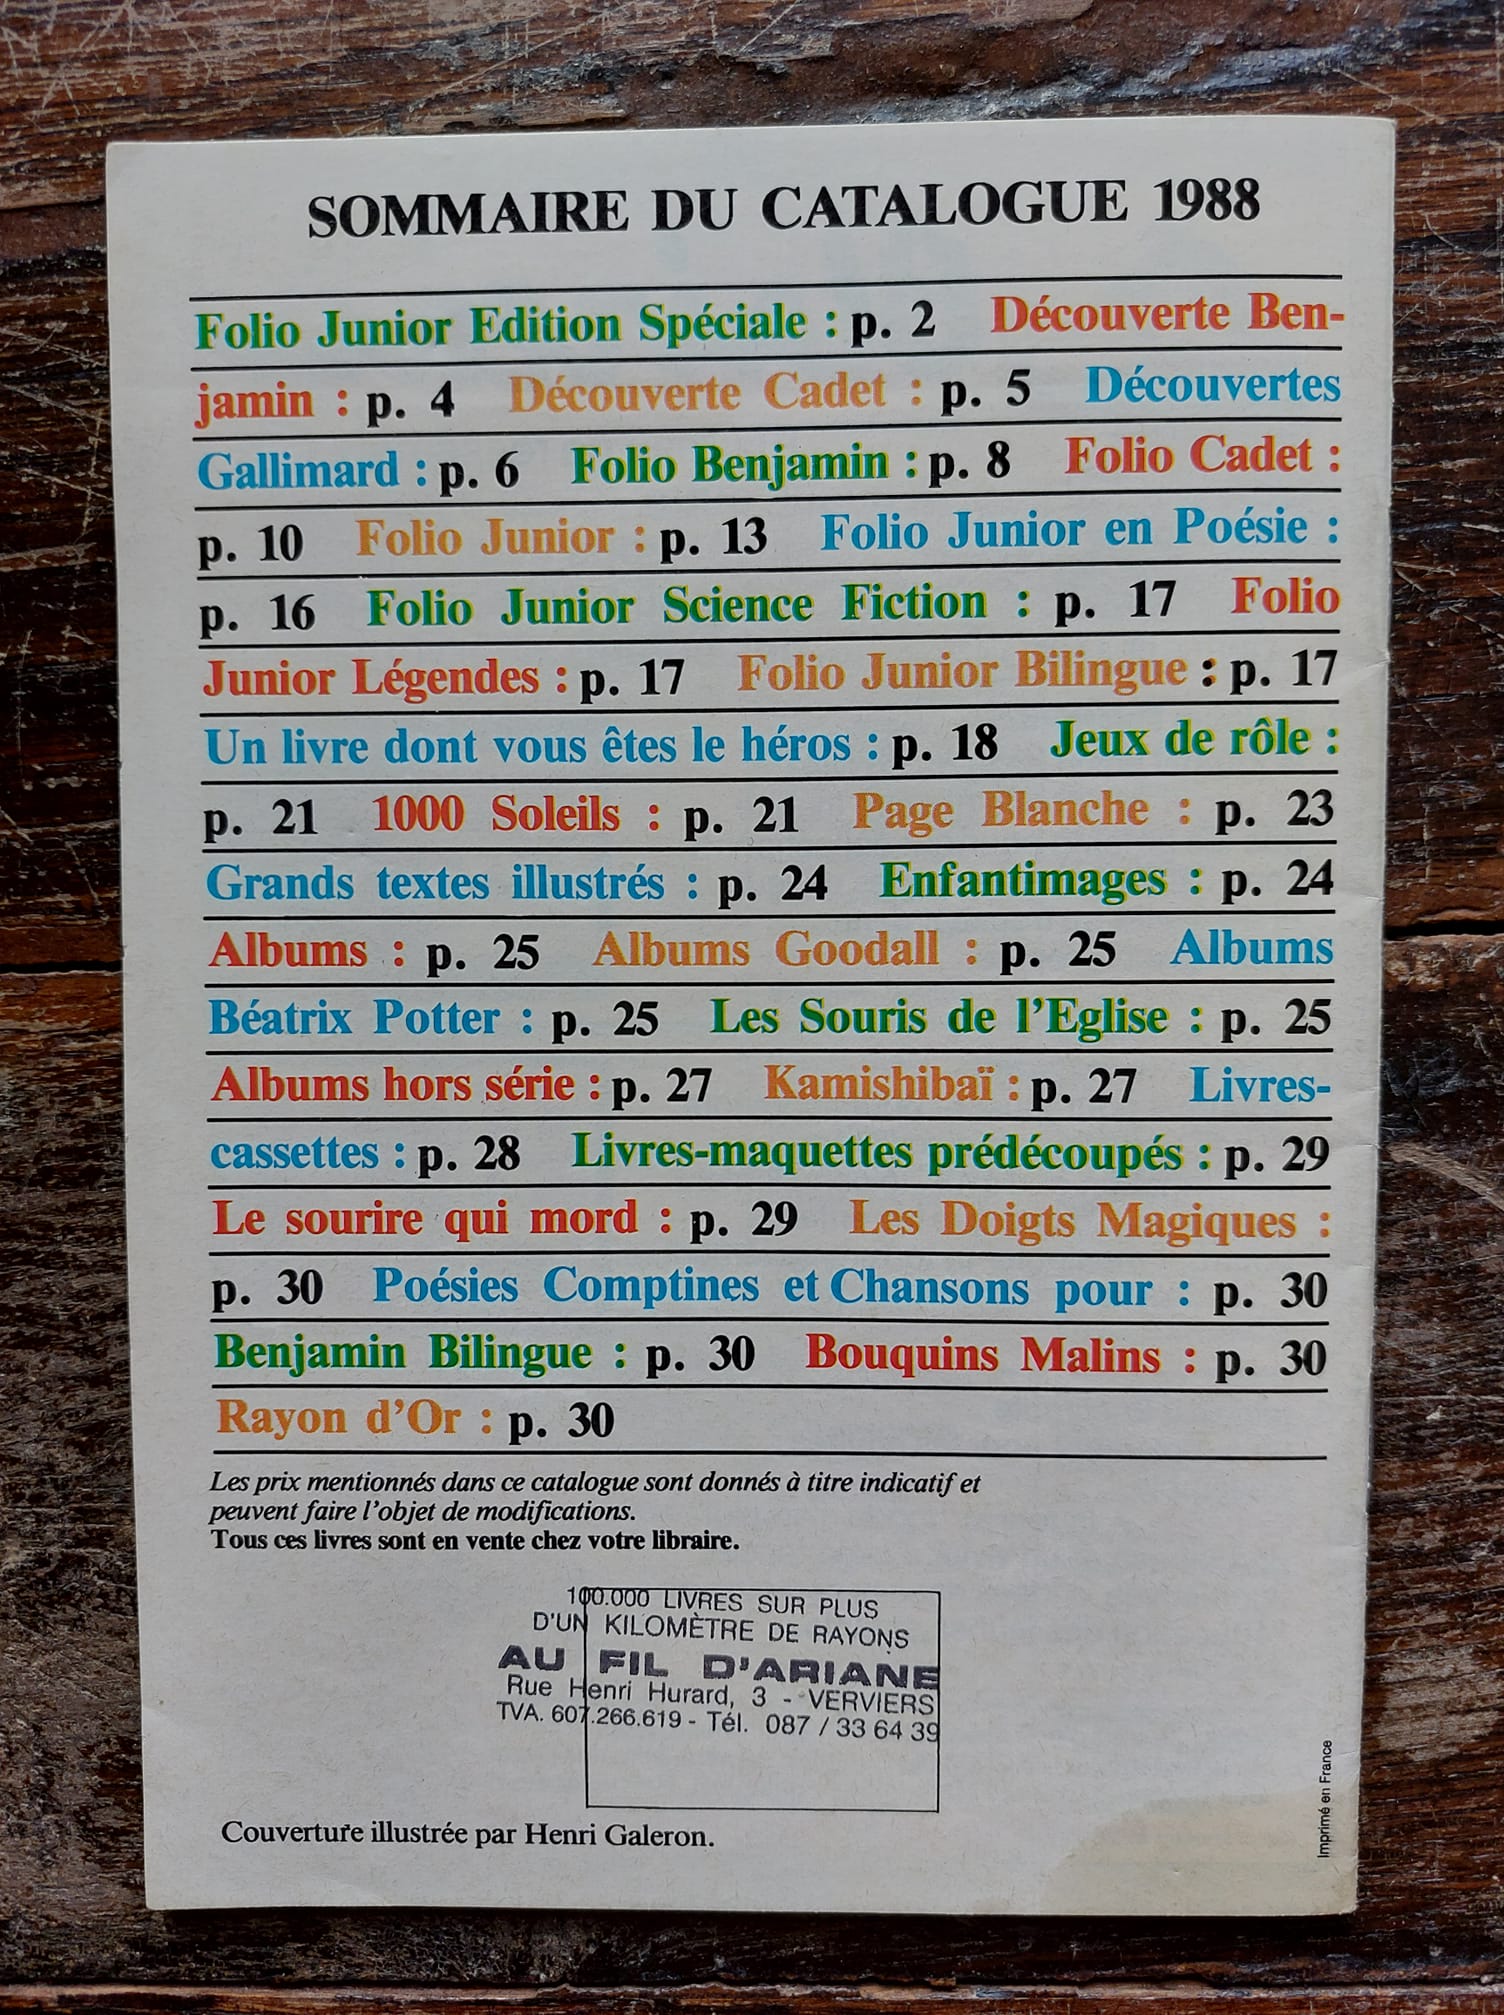 SOMMAIRE DU CATALOGUE 1988
Folio Junior Edition Spéciale : p. 2 Découverte Ben-
jamin : p. 4 Découverte Cadet : p. 5 Découvertes
Gallimard : p. 6 Folio Benjamin : p. 8 Folio Cadet :
p. 10 Folio Junior : p. 13 Folio Junior en Poésie :
p. 16 Folio Junior Science Fiction : p. 17 Folio
Junior Légendes : p. 17 Folio Junior Bilingue : p. 17
Un livre dont vous êtes le héros : p. 18 Jeux de rôle :
p. 21 1000 Soleils : p. 21 Page Blanche : p. 23
Grands textes illustrés : p. 24 Enfantimages : p. 24
Albums : p. 25 Albums Goodall : p. 25 Albums
Béatrix Potter : p. 25 Les Souris de l'Eglise : p. 25
Albums hors série : p. 27 Kamishibaï : p. 27 Livres-
cassettes : p. 28 Livres-maquettes prédécoupés : p. 29
Le sourire qui mord : p. 29 Les Doigts Magiques :
p. 30 Poésies Comptines et Chansons pour : p. 30
Benjamin Bilingue : p. 30 Bouquins Malins : p. 30
Rayon d'Or : p. 30
Les prix mentionnés dans ce catalogue sont donnés à titre indicatif et
peuvent faire l'objet de modifications.
Tous ces livres sont en vente chez votre libraire.
100.000 LIVRES SUR PLUS
D'UN KILOMÈTRE DE RAYONS
AU FIL D'ARIANE
Rue Henri Hurard, 3 - VERVIERS
TVA. 607.266.619 - Tél. 087 / 33 64 39
Couverture illustrée par Henri Galeron.
Imprimé en France